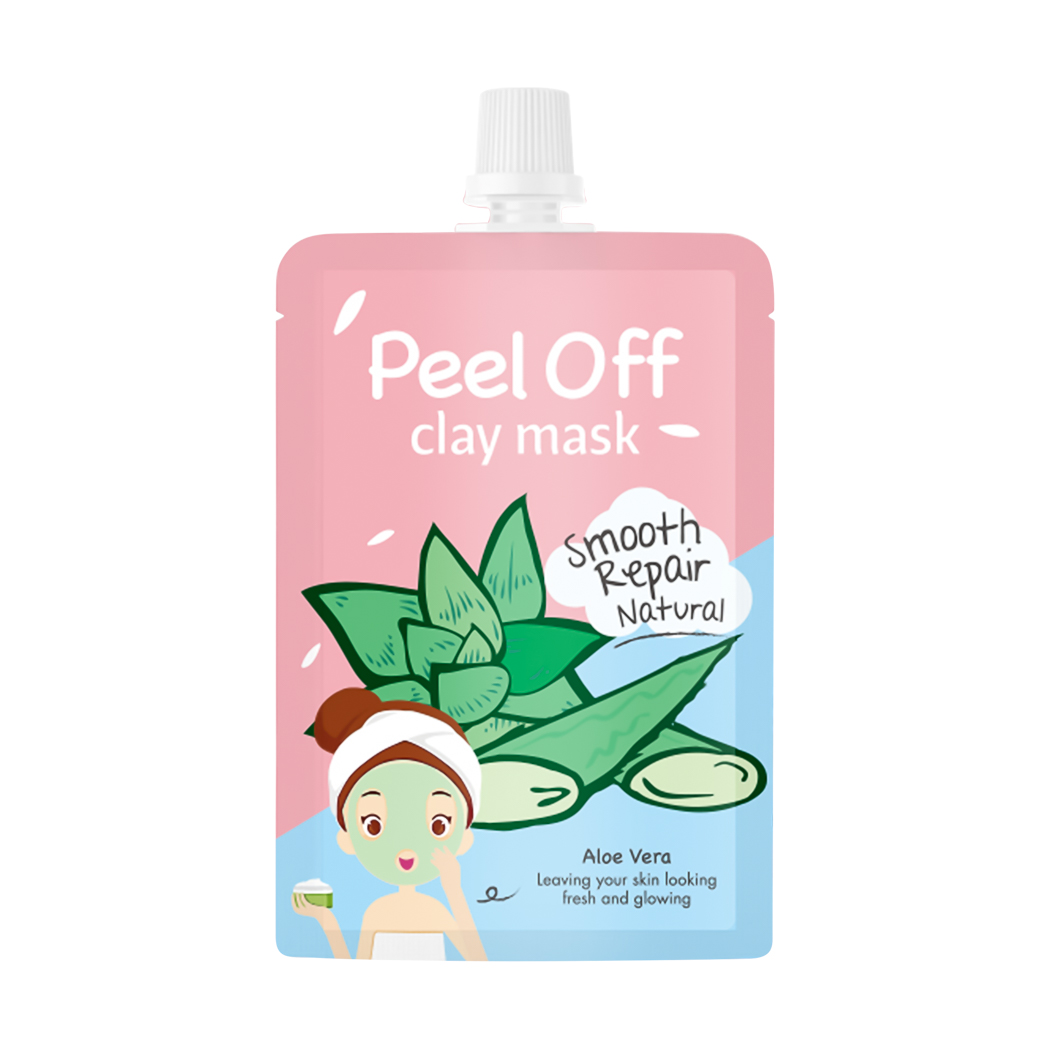 Peel Off
clay mask
Smooth
Repair
Natural
Aloe Vera
Leaving your skin looking
fresh and glowing